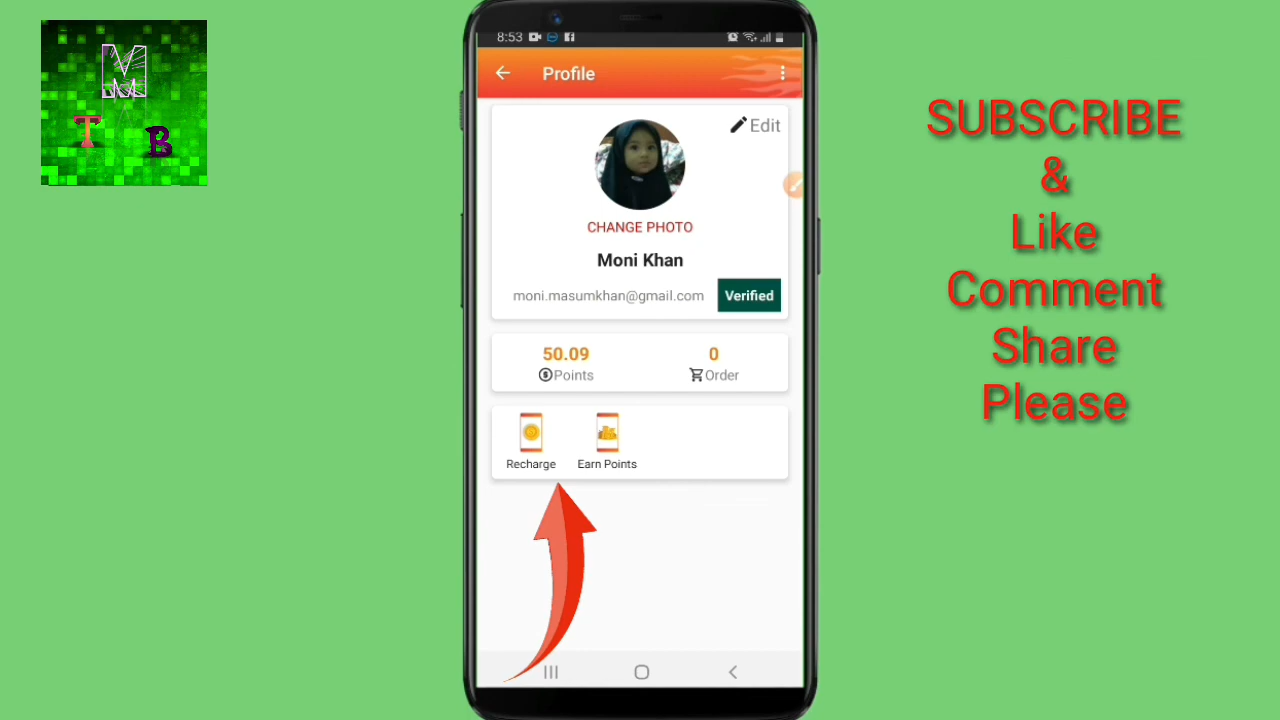 M
T B
8:53
Profile
Edit
CHANGE PHOTO
Moni Khan
moni.masumkhan@gmail.com Verified
50.09 0
Points Order
Recharge Earn Points
SUBSCRIBE
&
Like
Comment
Share
Please